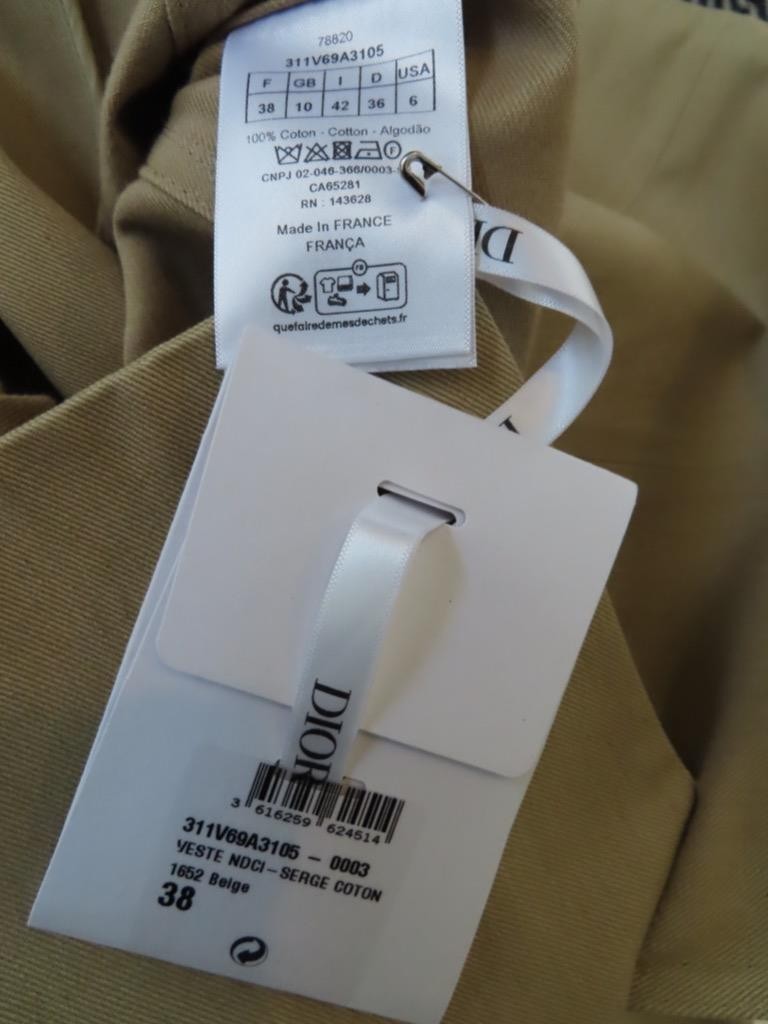 78820
311V69A3105
F GB I D USA
38 10 42 36 6
100% Coton - Cotton - Algodão
F
CNPJ 02-046-366/0003-
CA65281
RN : 143628
Made In FRANCE
FRANÇA
FR
quefairedemesdechets.fr
DIOR
3 616259 624514
311V69A3105 - 0003
VESTE NDCI-SERGE COTON
1652 Beige
38